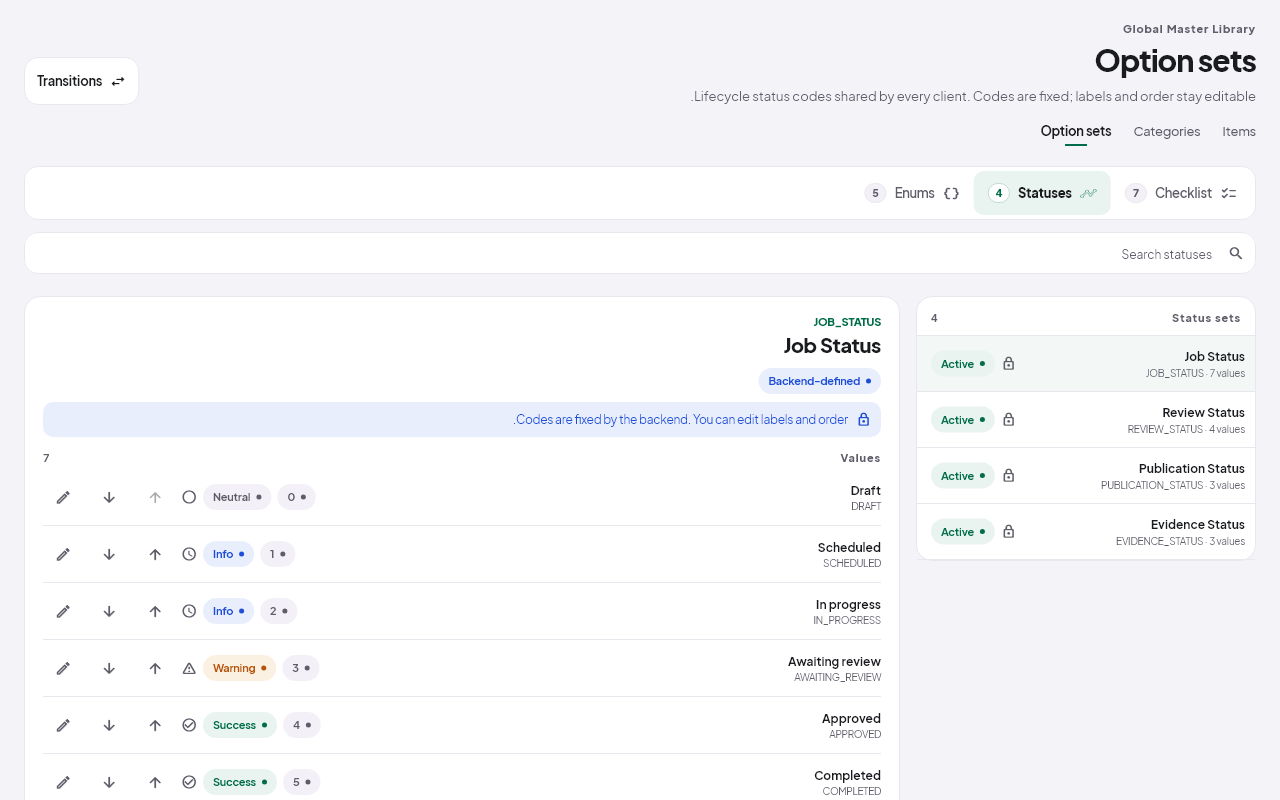 Global Master Library
Option sets
.Lifecycle status codes shared by every client. Codes are fixed; labels and order stay editable
Transitions
Option sets Categories Items
5 Enums {} 4 Statuses 7 Checklist
Search statuses
JOB_STATUS
Job Status
Backend-defined
.Codes are fixed by the backend. You can edit labels and order
7 Values
Neutral 0 Draft
DRAFT
Info 1 Scheduled
SCHEDULED
Info 2 In progress
IN_PROGRESS
Warning 3 Awaiting review
AWAITING_REVIEW
Success 4 Approved
APPROVED
Success 5 Completed
COMPLETED
4 Status sets
Active Job Status
JOB_STATUS · 7 values
Active Review Status
REVIEW_STATUS · 4 values
Active Publication Status
PUBLICATION_STATUS · 3 values
Active Evidence Status
EVIDENCE_STATUS · 3 values